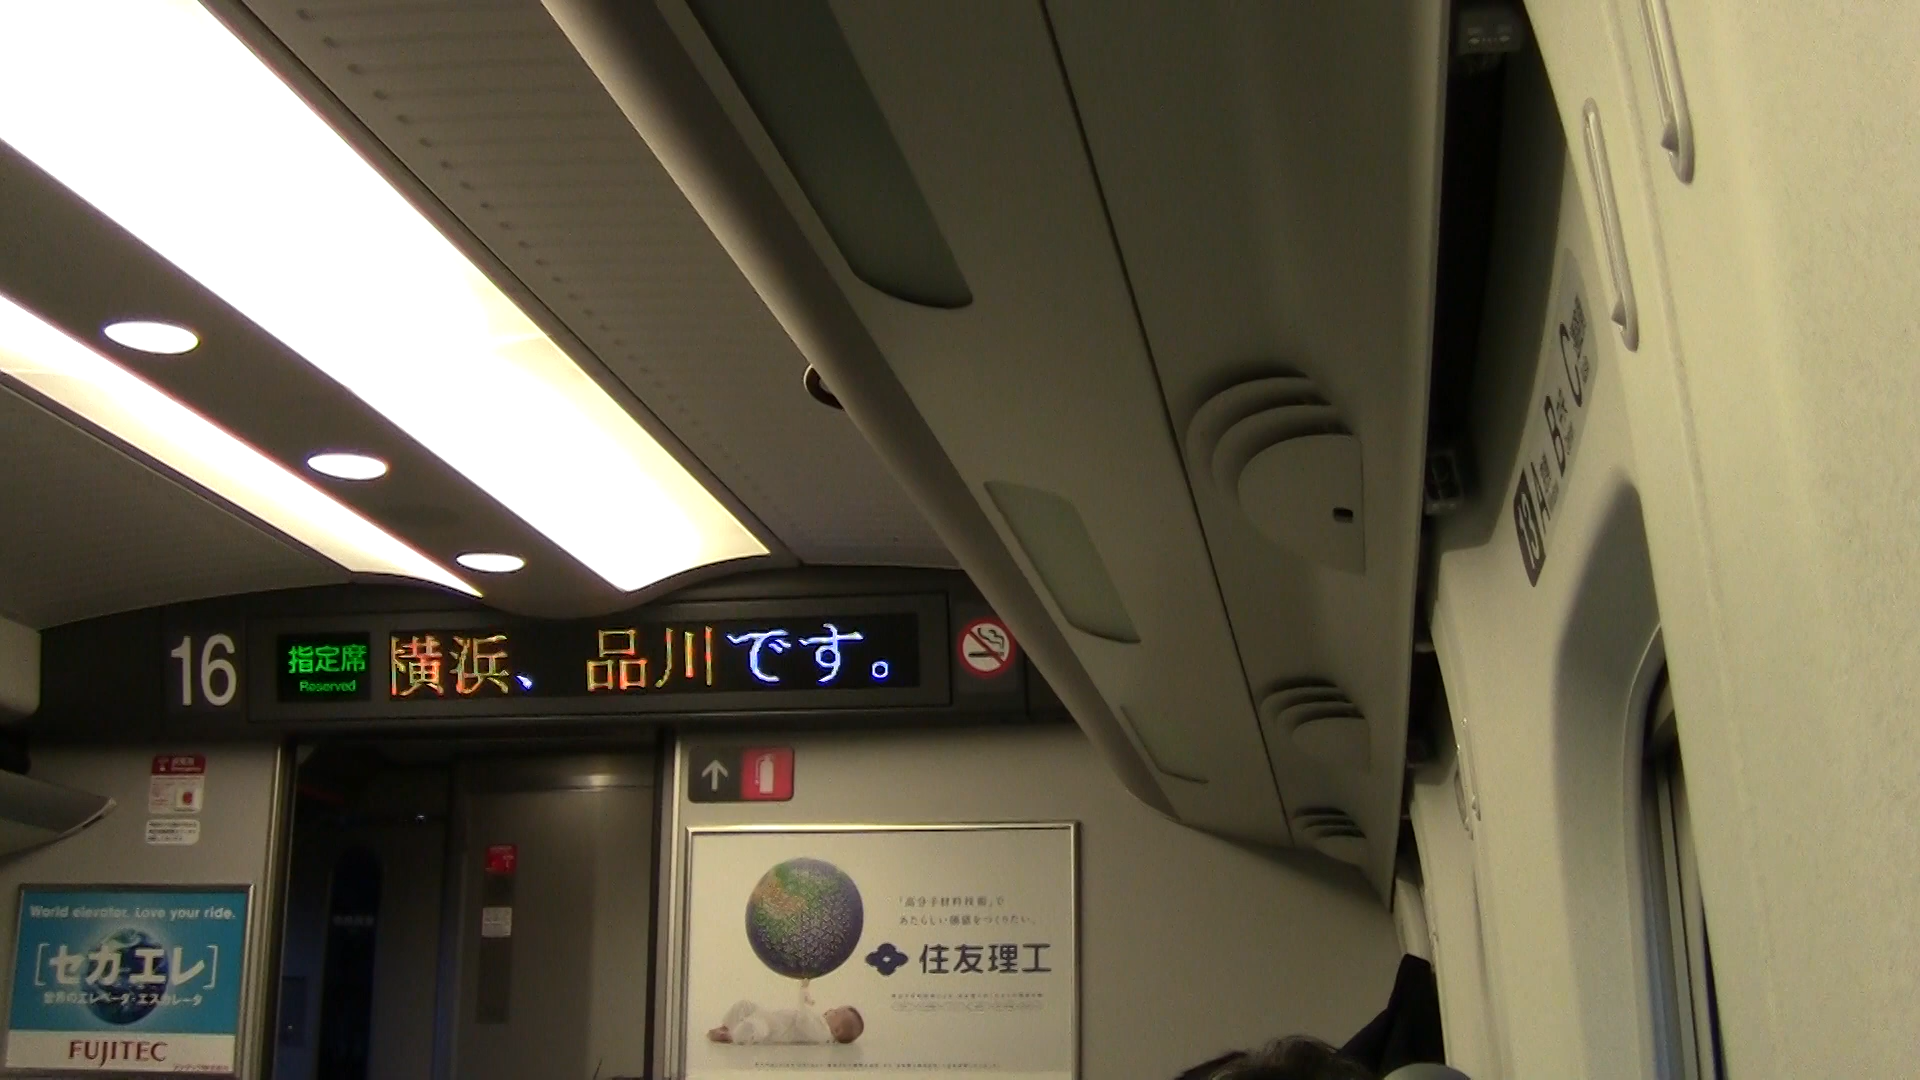 16
指定席
Reserved
横浜、品川です。
13 A B C
World elevator. Love your ride.
[セカエレ]
世界のエレベータ・エスカレータ
FUJITEC
「高分子材料技術」で
あたらしい価値をつくりたい。
住友理工